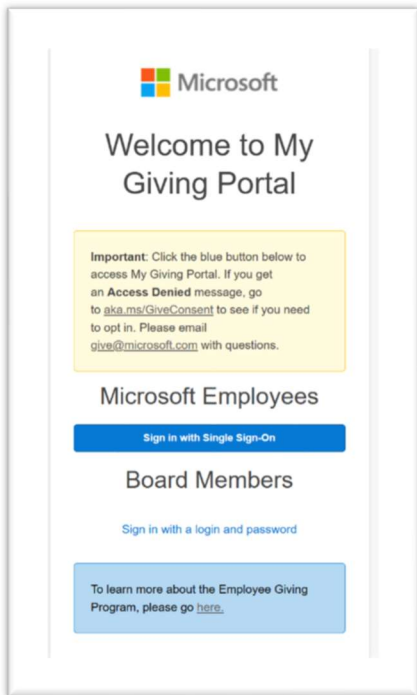 Microsoft
Welcome to My
Giving Portal
Important: Click the blue button below to
access My Giving Portal. If you get
an Access Denied message, go
to aka.ms/GiveConsent to see if you need
to opt in. Please email
give@microsoft.com with questions.
Microsoft Employees
Sign in with Single Sign-On
Board Members
Sign in with a login and password
To learn more about the Employee Giving
Program, please go here.